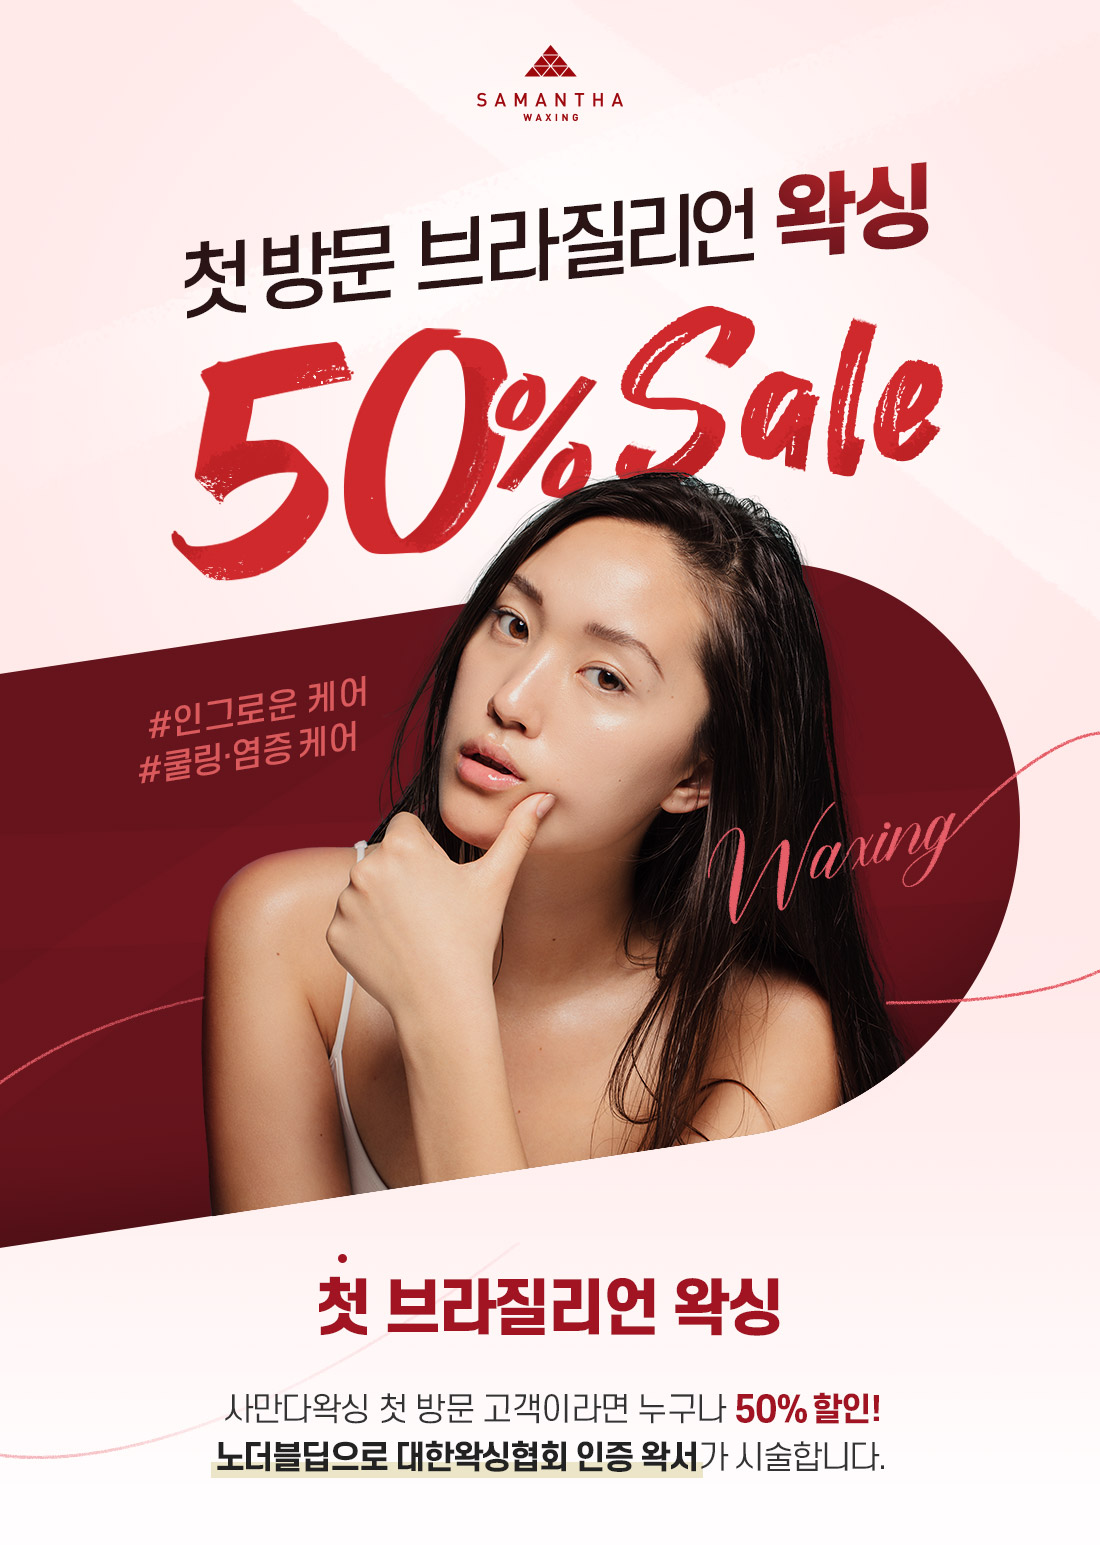 SAMANTHA
WAXING
첫 방문 브라질리언 왁싱
50% Sale
#인그로운 케어
#쿨링·염증 케어
Waxing
첫 브라질리언 왁싱
사만다왁싱 첫 방문 고객이라면 누구나 50% 할인!
노더블딥으로 대한왁싱협회 인증 왁서가 시술합니다.